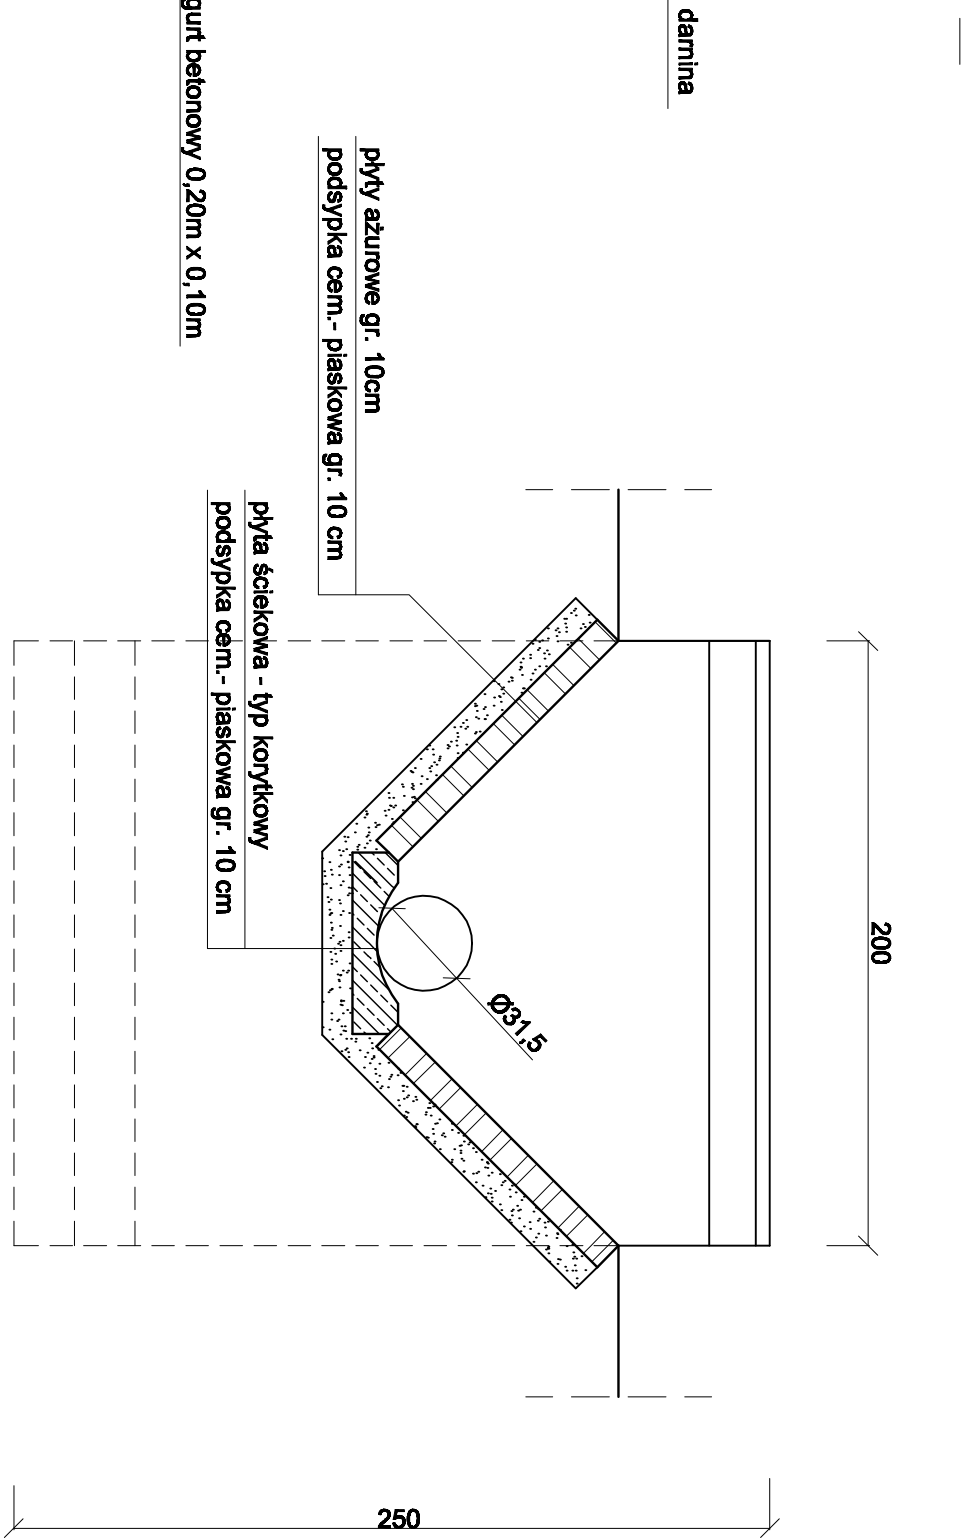 darnina
płyty ażurowe gr. 10cm
podsypka cem.- piaskowa gr. 10 cm
gurt betonowy 0,20m x 0,10m
płyta ściekowa - typ korytkowy
podsypka cem.- piaskowa gr. 10 cm
200
Ø31,5
250